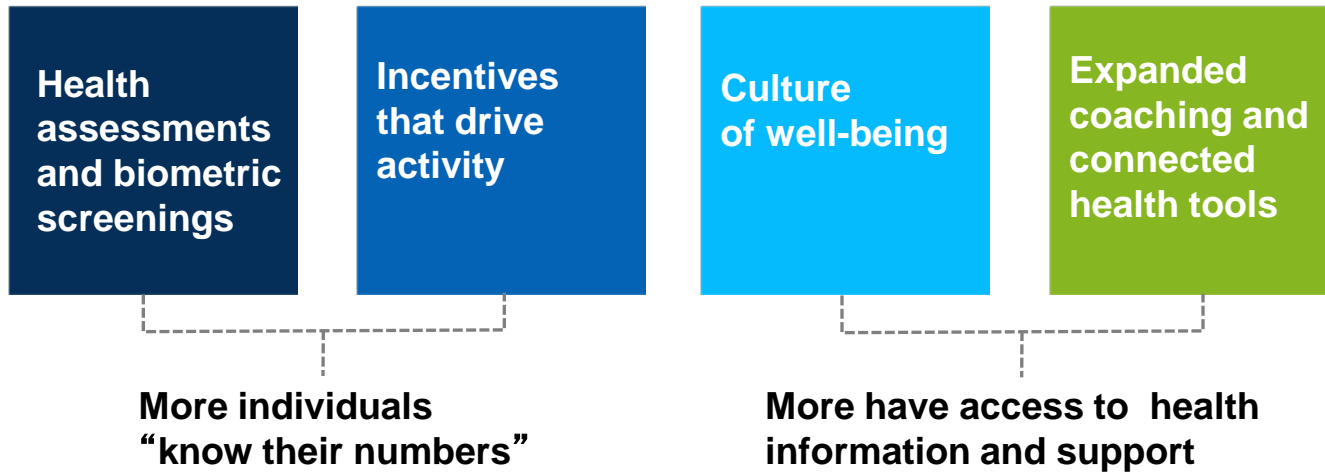 Health
assessments
and biometric
screenings
Incentives
that drive
activity
Culture
of well-being
Expanded
coaching and
connected
health tools
More individuals
“know their numbers”
More have access to  health
information and support